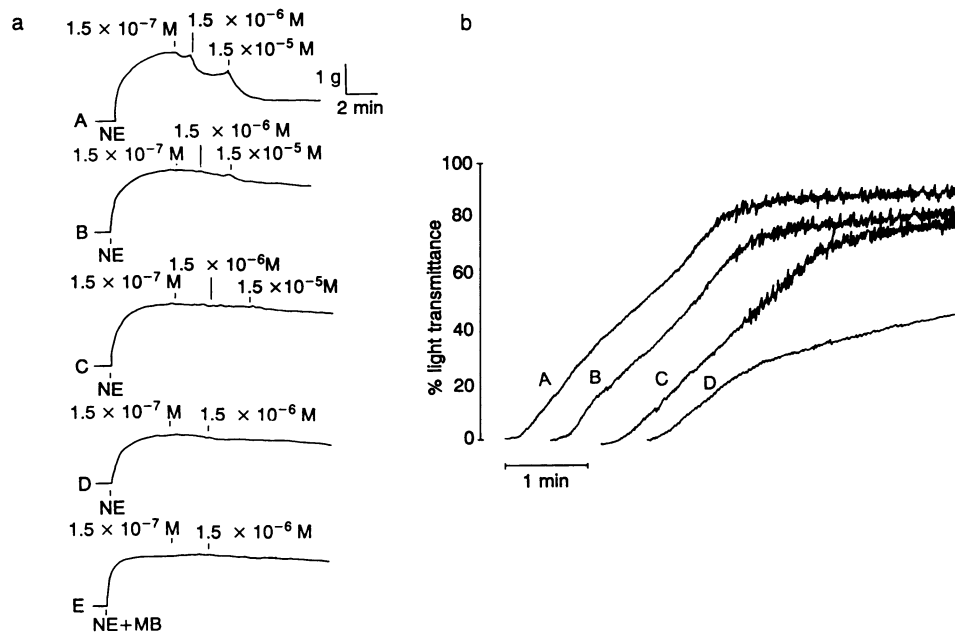 a
1.5 ×10⁻⁷ M
1.5 ×10⁻⁶ M
1.5 ×10⁻⁵ M
1 g
2 min
A
NE
1.5 ×10⁻⁶ M
1.5 ×10⁻⁷ M
1.5 ×10⁻⁵ M
B
NE
1.5 × 10⁻⁶M
1.5 × 10⁻⁷ M
1.5 ×10⁻⁵M
C
NE
1.5 × 10⁻⁷ M
1.5 × 10⁻⁶ M
D
NE
1.5 × 10⁻⁷ M
1.5 × 10⁻⁶ M
E
NE+MB
b
100
80
60
40
20
0
% light transmittance
A
B
C
D
1 min